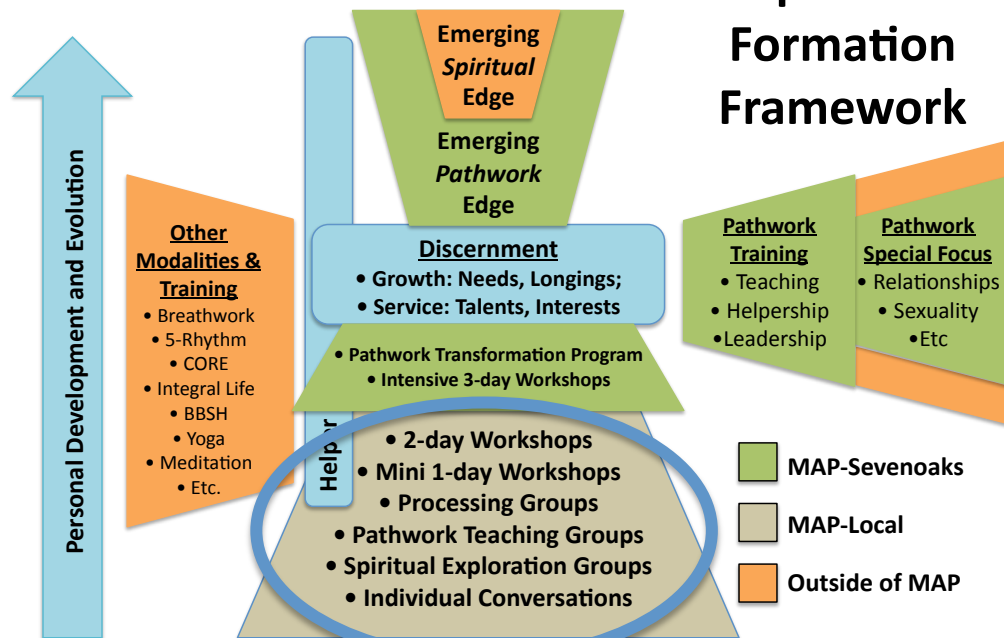 Formation
Framework
Emerging
Spiritual
Edge
Emerging
Pathwork
Edge
Personal Development and Evolution
Helper
Other
Modalities &
Training
• Breathwork
• 5-Rhythm
• CORE
• Integral Life
• BBSH
• Yoga
• Meditation
• Etc.
Discernment
• Growth: Needs, Longings;
• Service: Talents, Interests
Pathwork
Training
• Teaching
• Helpership
•Leadership
Pathwork
Special Focus
• Relationships
• Sexuality
•Etc
• Pathwork Transformation Program
• Intensive 3-day Workshops
• 2-day Workshops
• Mini 1-day Workshops
• Processing Groups
• Pathwork Teaching Groups
• Spiritual Exploration Groups
• Individual Conversations
MAP-Sevenoaks
MAP-Local
Outside of MAP